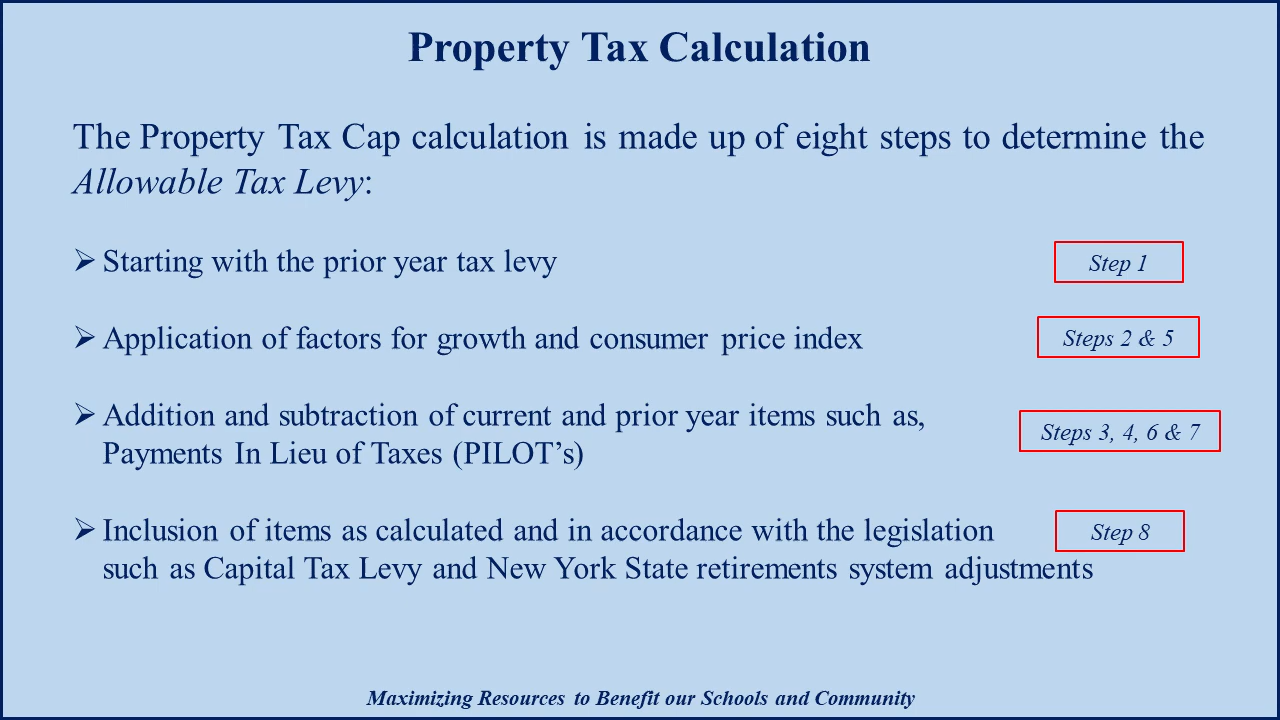 Property Tax Calculation
The Property Tax Cap calculation is made up of eight steps to determine the
Allowable Tax Levy:
➢ Starting with the prior year tax levy
Step 1
➢ Application of factors for growth and consumer price index
Steps 2 & 5
➢ Addition and subtraction of current and prior year items such as,
Payments In Lieu of Taxes (PILOT’s)
Steps 3, 4, 6 & 7
➢ Inclusion of items as calculated and in accordance with the legislation
Step 8
such as Capital Tax Levy and New York State retirements system adjustments
Maximizing Resources to Benefit our Schools and Community